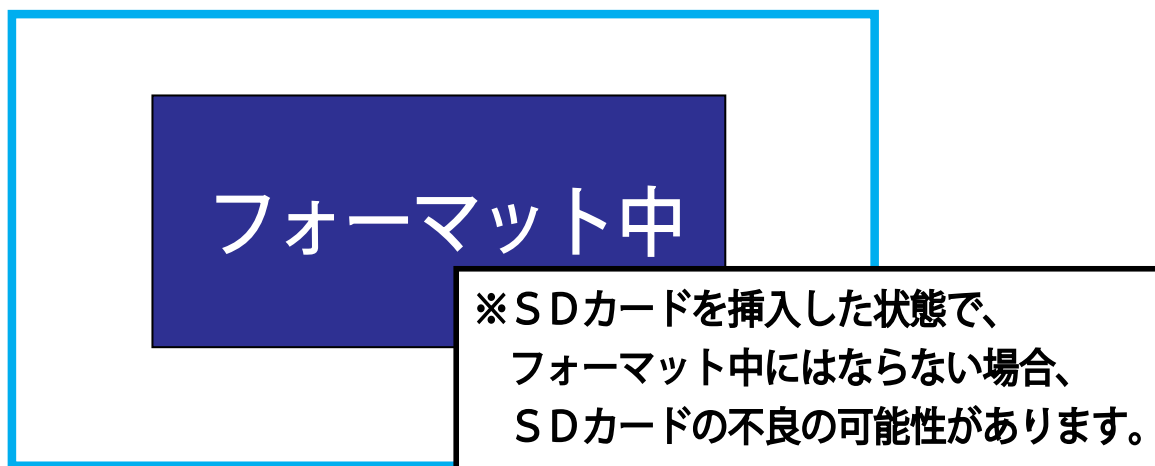 フォーマット中
※ＳＤカードを挿入した状態で、
フォーマット中にはならない場合、
ＳＤカードの不良の可能性があります。